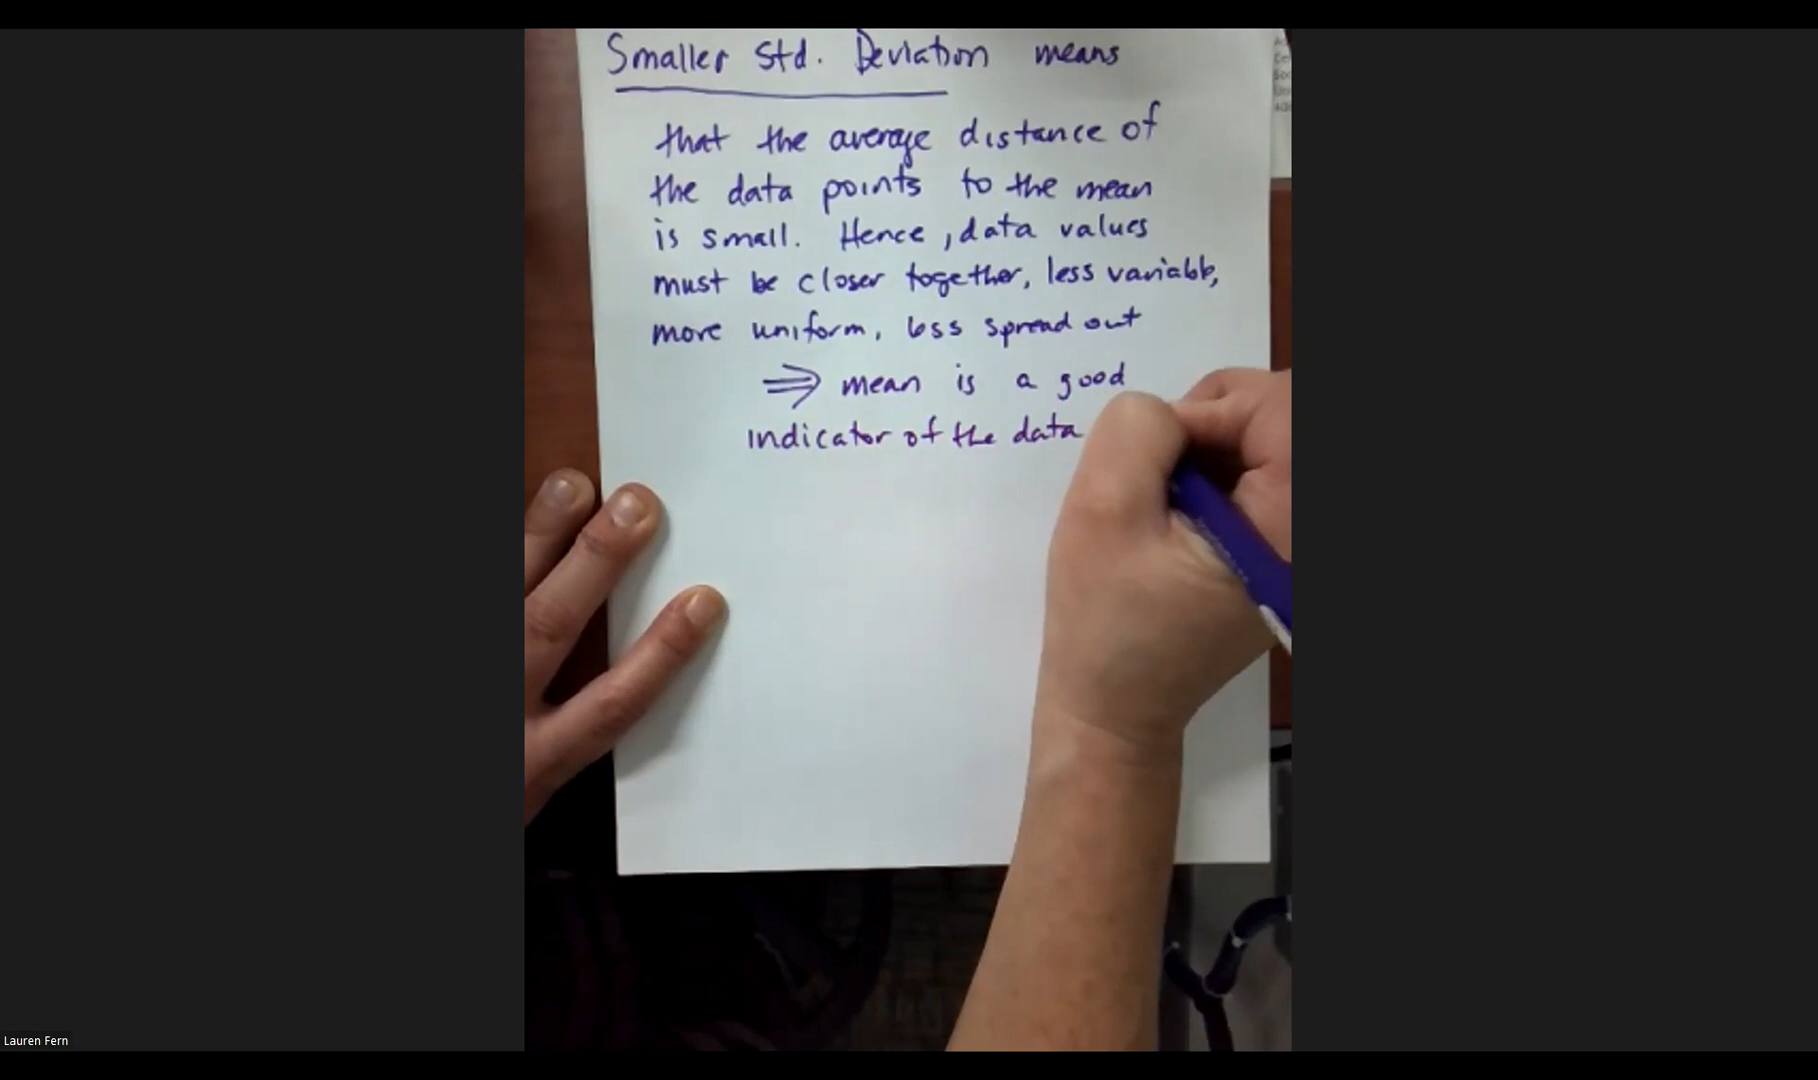 Smaller Std. Deviation means
that the average distance of
the data points to the mean
is small. Hence, data values
must be closer together, less variable,
more uniform, less spread out
⇒ mean is a good
indicator of the data
Lauren Fern